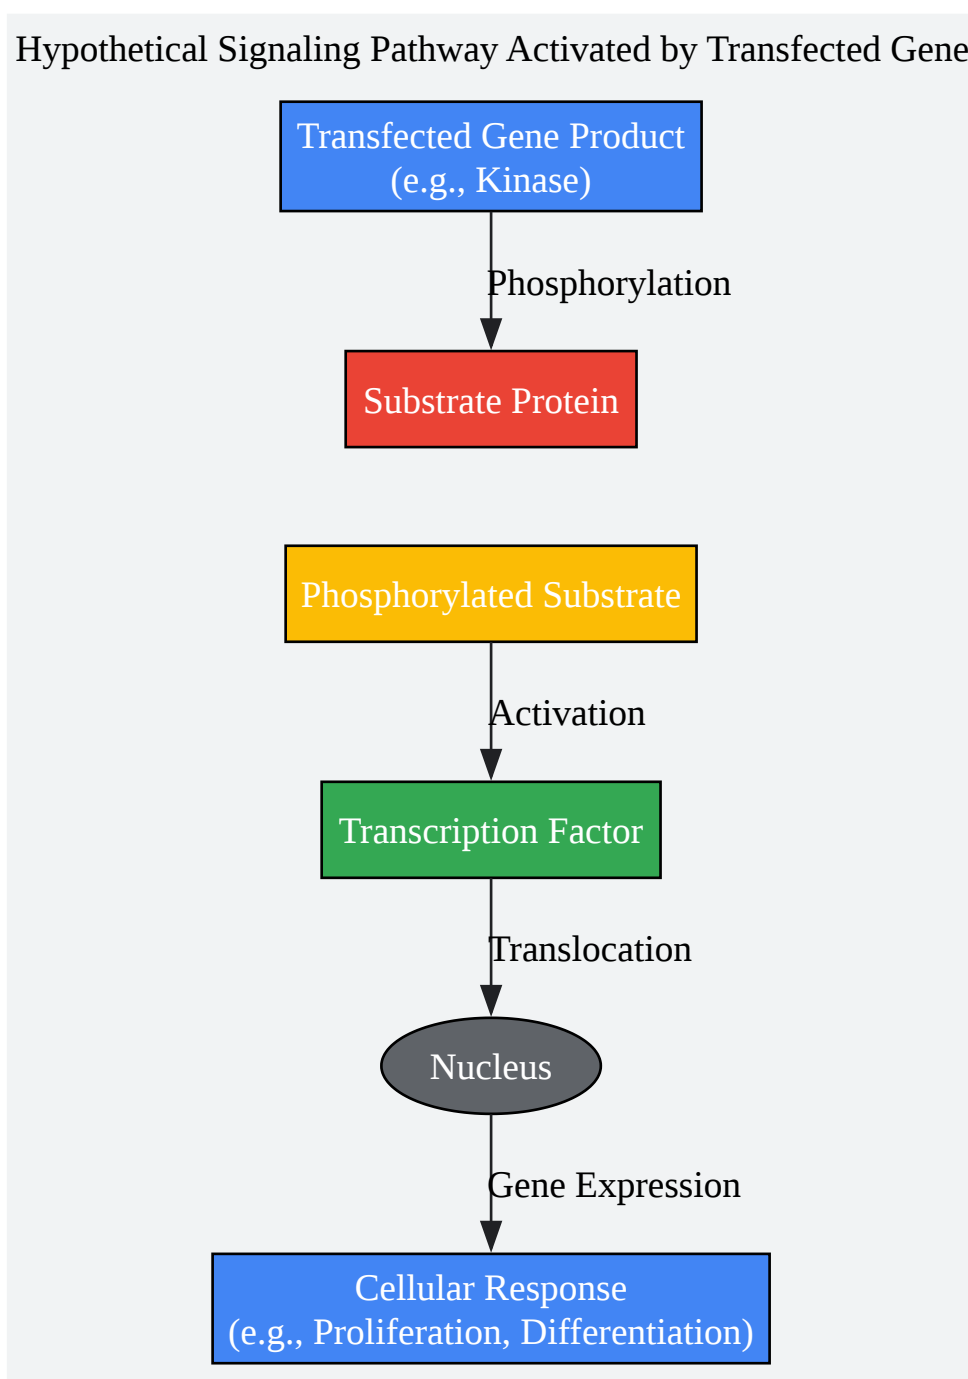 Hypothetical Signaling Pathway Activated by Transfected Gene
Transfected Gene Product
(e.g., Kinase)
Phosphorylation
Substrate Protein
Phosphorylated Substrate
Activation
Transcription Factor
Translocation
Nucleus
Gene Expression
Cellular Response
(e.g., Proliferation, Differentiation)